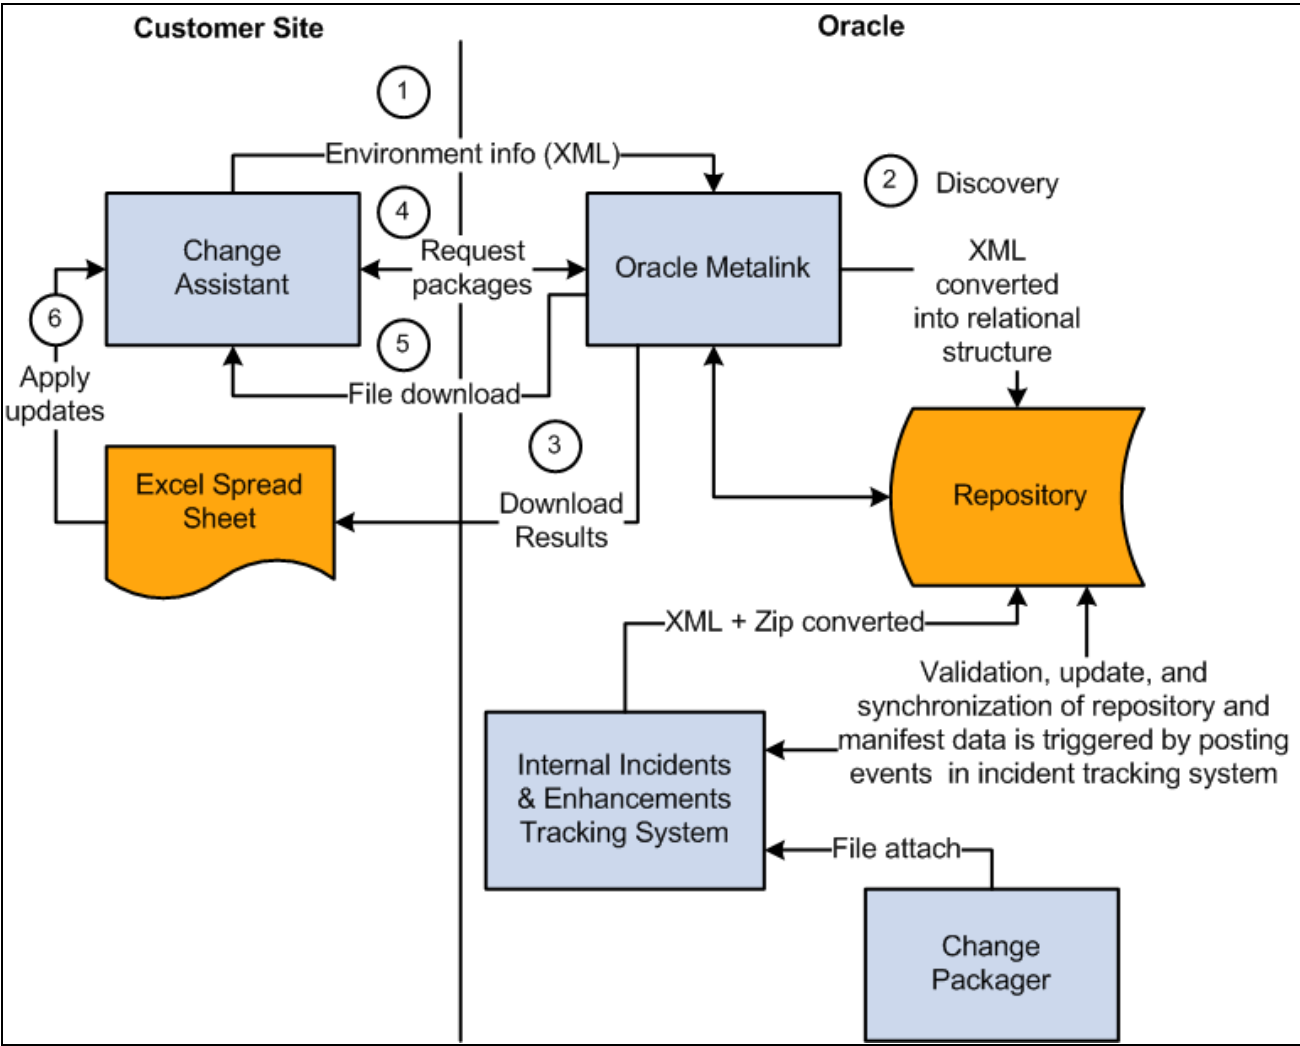 Customer Site
Oracle
1
Environment info (XML)
2
Discovery
4
Request
packages
Change
Assistant
Oracle Metalink
XML
converted
into relational
structure
6
5
File download
Apply
updates
3
Download
Results
Excel Spread
Sheet
Repository
XML + Zip converted
Validation, update, and
synchronization of repository and
manifest data is triggered by posting
events in incident tracking system
Internal Incidents
& Enhancements
Tracking System
File attach
Change
Packager